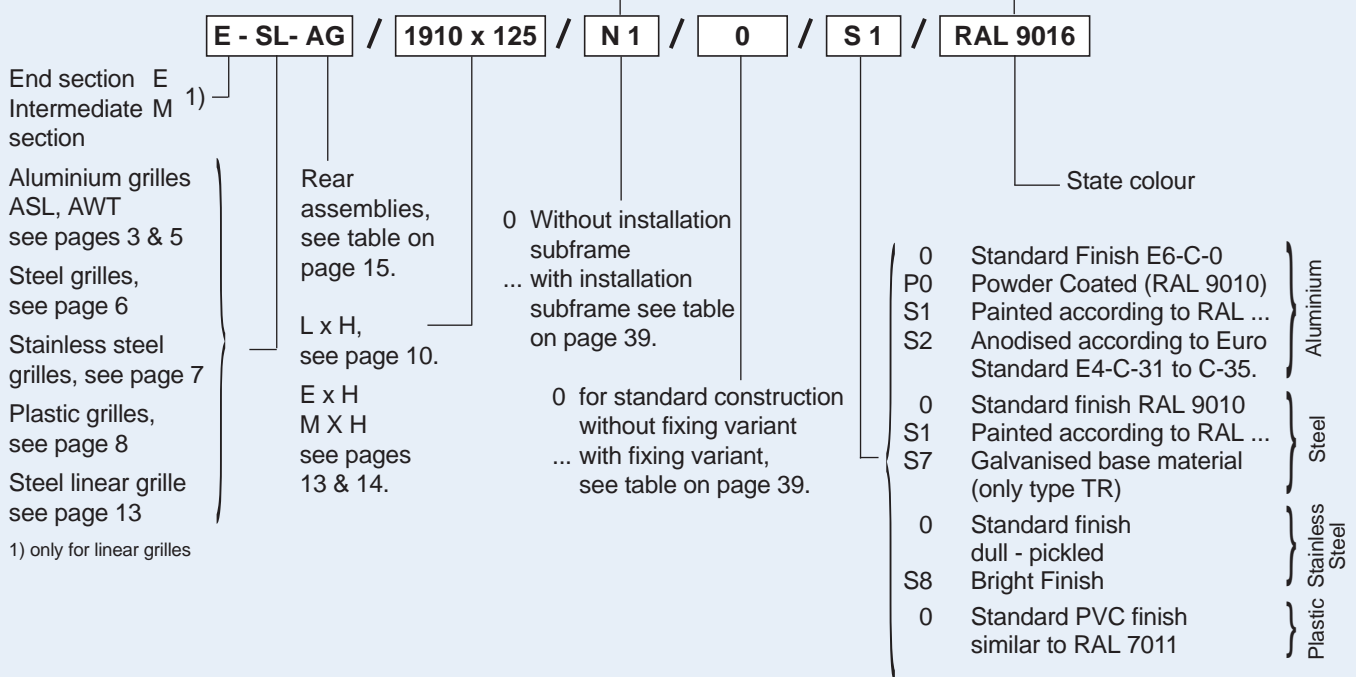 E - SL- AG / 1910 x 125 / N 1 / 0 / S 1 / RAL 9016
End section E
Intermediate M 1)
section
Aluminium grilles
ASL, AWT
see pages 3 & 5
Steel grilles,
see page 6
Stainless steel
grilles, see page 7
Plastic grilles,
see page 8
Steel linear grille
see page 13
1) only for linear grilles
Rear
assemblies,
see table on
page 15.
L x H,
see page 10.
E x H
M X H
see pages
13 & 14.
0 Without installation
subframe
... with installation
subframe see table
on page 39.
0 for standard construction
without fixing variant
... with fixing variant,
see table on page 39.
State colour
0 Standard Finish E6-C-0
P0 Powder Coated (RAL 9010)
S1 Painted according to RAL ...
S2 Anodised according to Euro
Standard E4-C-31 to C-35.
Aluminium
0 Standard finish RAL 9010
S1 Painted according to RAL ...
S7 Galvanised base material
(only type TR)
Steel
0 Standard finish
dull - pickled
S8 Bright Finish
Stainless
Steel
0 Standard PVC finish
similar to RAL 7011
Plastic